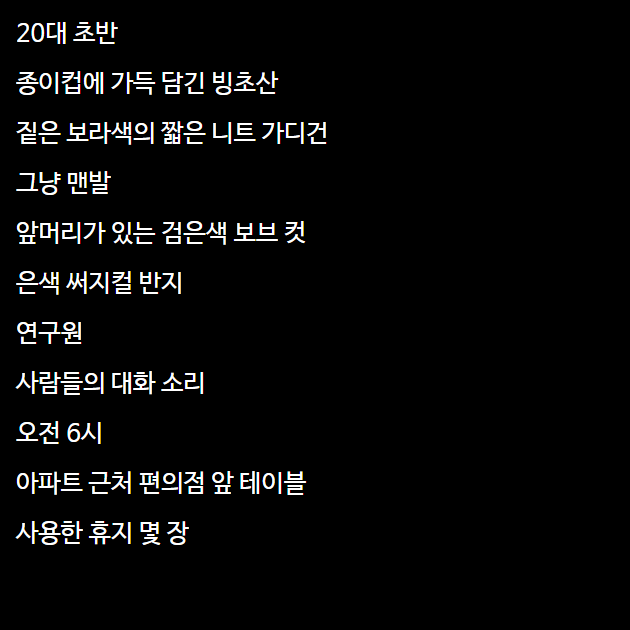 20대 초반
종이컵에 가득 담긴 빙초산
짙은 보라색의 짧은 니트 가디건
그냥 맨발
앞머리가 있는 검은색 보브 컷
은색 써지컬 반지
연구원
사람들의 대화 소리
오전 6시
아파트 근처 편의점 앞 테이블
사용한 휴지 몇 장